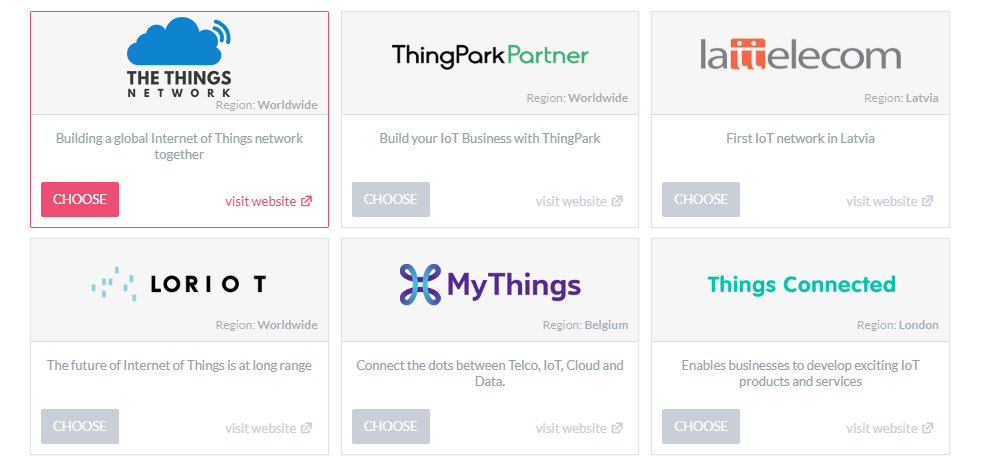 THE THINGS
NETWORK
Region: Worldwide
Building a global Internet of Things network
together
CHOOSE
visit website
ThingPark Partner
Region: Worldwide
Build your IoT Business with ThingPark
CHOOSE
visit website
lattelecom
Region: Latvia
First IoT network in Latvia
CHOOSE
visit website
LORIOT
Region: Worldwide
The future of Internet of Things is at long range
CHOOSE
visit website
MyThings
Region: Belgium
Connect the dots between Telco, IoT, Cloud and
Data.
CHOOSE
visit website
Things Connected
Region: London
Enables businesses to develop exciting IoT
products and services
CHOOSE
visit website